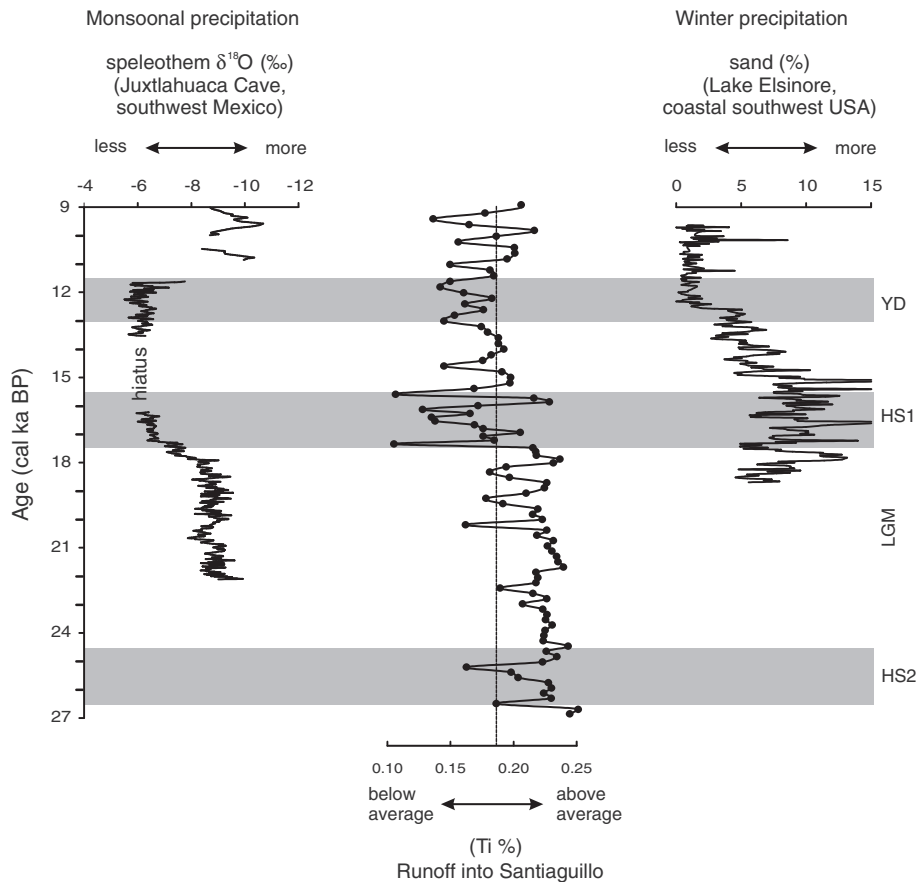 Monsoonal precipitation
speleothem δ¹⁸O (‰)
(Juxtlahuaca Cave,
southwest Mexico)
less more
-4 -6 -8 -10 -12
Winter precipitation
sand (%)
(Lake Elsinore,
coastal southwest USA)
less more
0 5 10 15
Age (cal ka BP)
9
12
15
18
21
24
27
hiatus
YD
HS1
LGM
HS2
0.10 0.15 0.20 0.25
below above
average average
(Ti %)
Runoff into Santiaguillo